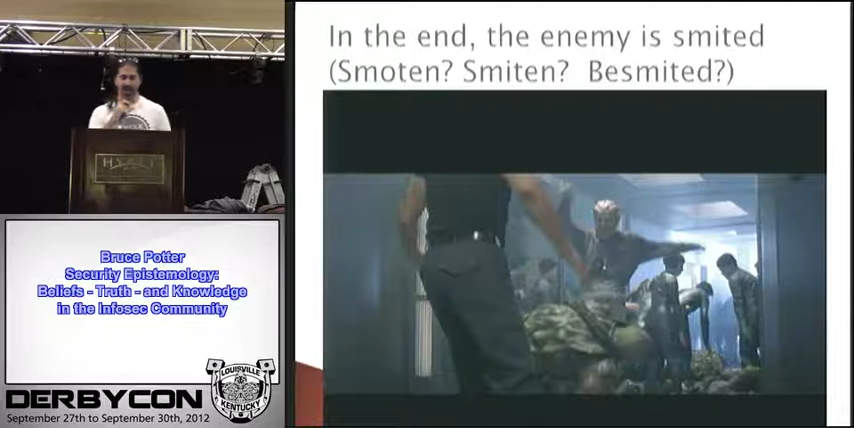 In the end, the enemy is smited
(Smoten? Smiten? Besmited?)
HYATT
Bruce Potter
Security Epistemology:
Beliefs - Truth - and Knowledge
in the Infosec Community
LOUISVILLE
KENTUCKY
DERBYCON
September 27th to September 30th, 2012